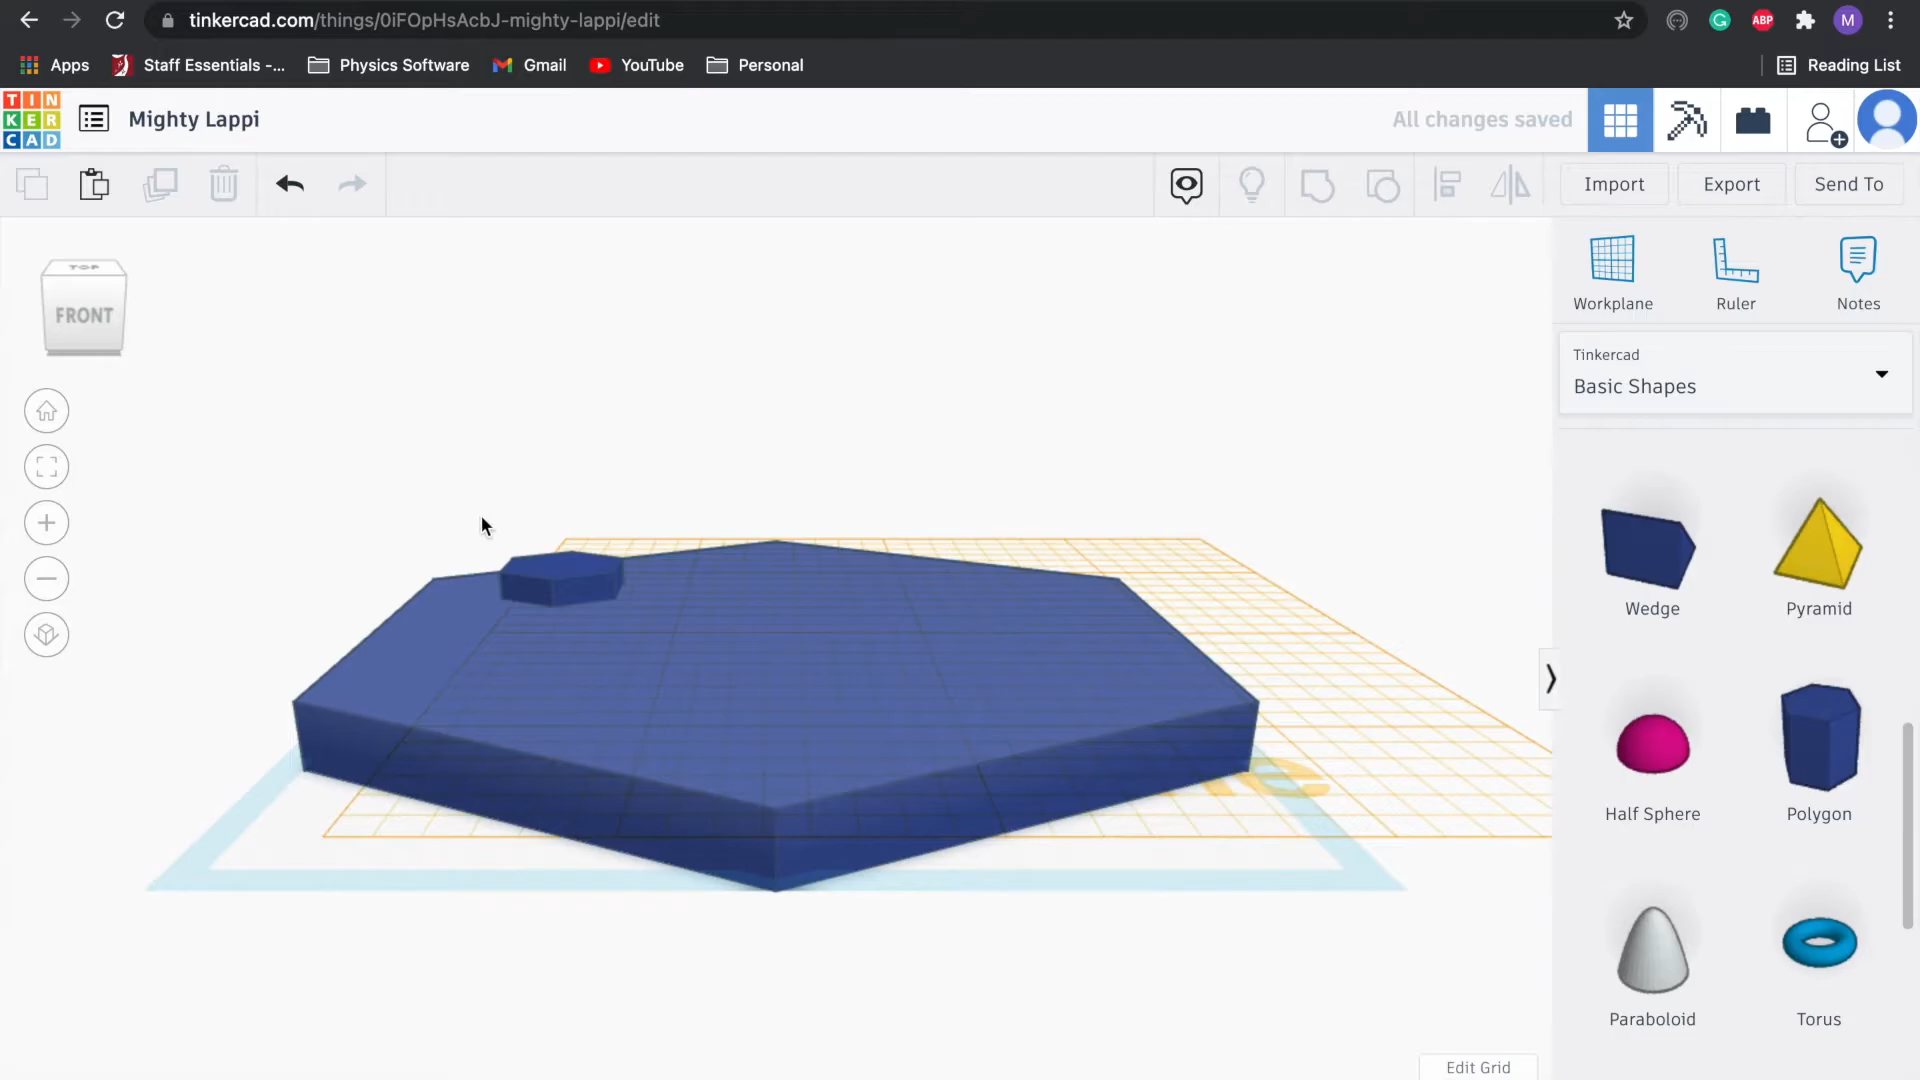 tinkercad.com/things/0iFOpHsAcbJ-mighty-lappi/edit
ABP
M
Apps
Staff Essentials -...
Physics Software
Gmail
YouTube
Personal
Reading List
TIN
KER
CAD
Mighty Lappi
All changes saved
Import
Export
Send To
TOP
FRONT
Workplane
Ruler
Notes
Tinkercad
Basic Shapes
Wedge
Pyramid
Half Sphere
Polygon
Paraboloid
Torus
Edit Grid